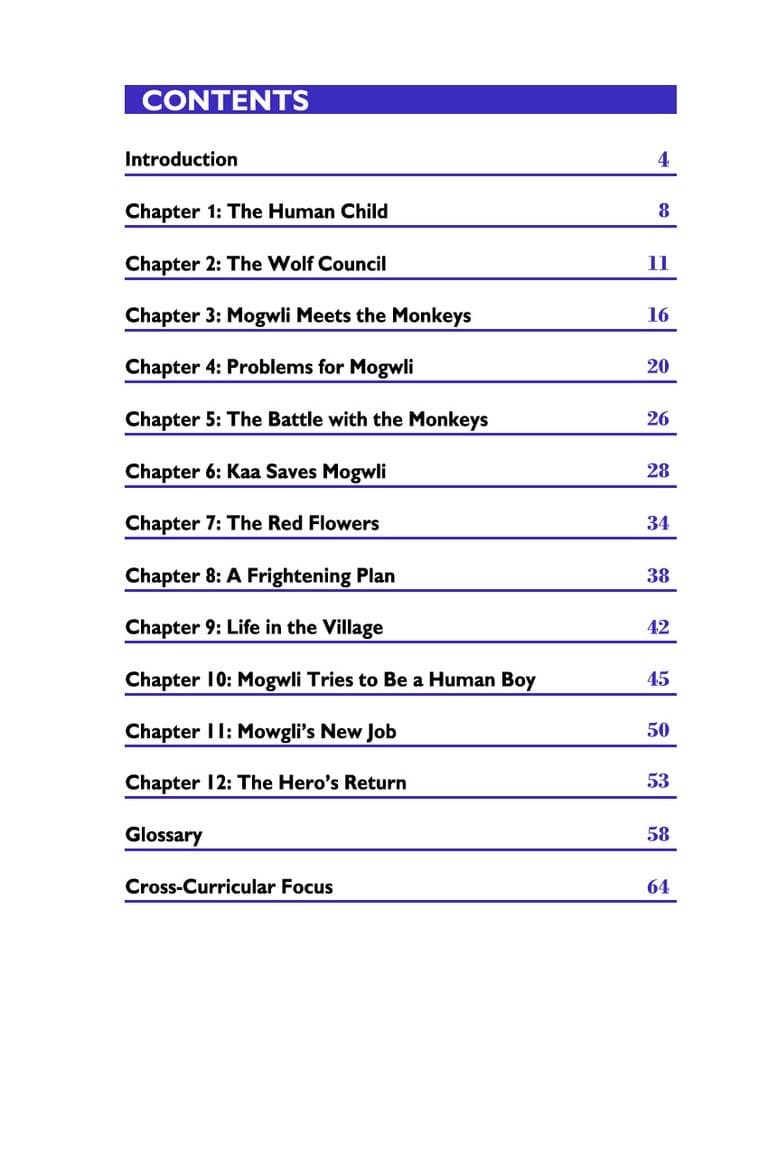 CONTENTS
Introduction 4
Chapter 1: The Human Child 8
Chapter 2: The Wolf Council 11
Chapter 3: Mogwli Meets the Monkeys 16
Chapter 4: Problems for Mogwli 20
Chapter 5: The Battle with the Monkeys 26
Chapter 6: Kaa Saves Mogwli 28
Chapter 7: The Red Flowers 34
Chapter 8: A Frightening Plan 38
Chapter 9: Life in the Village 42
Chapter 10: Mogwli Tries to Be a Human Boy 45
Chapter 11: Mowgli’s New Job 50
Chapter 12: The Hero’s Return 53
Glossary 58
Cross-Curricular Focus 64